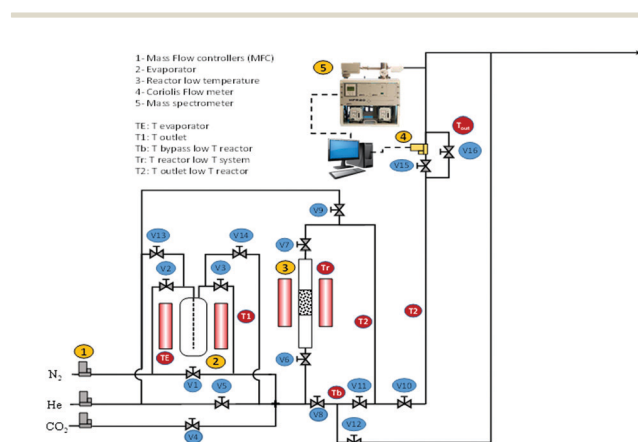 1- Mass Flow controllers (MFC)
2- Evaporator
3- Reactor low temperature
4- Coriolis Flow meter
5- Mass spectrometer
TE: T evaporator
T1: T outlet
Tb: T bypass low T reactor
Tr: T reactor low T system
T2: T outlet low T reactor
5
4
Tout
V15
V16
V9
V13
V14
V7
V2
V3
3
Tr
T1
T2
T2
TE
2
V6
1
N2
V1
Tb
V11
V10
He
V5
V8
CO2
V4
V12